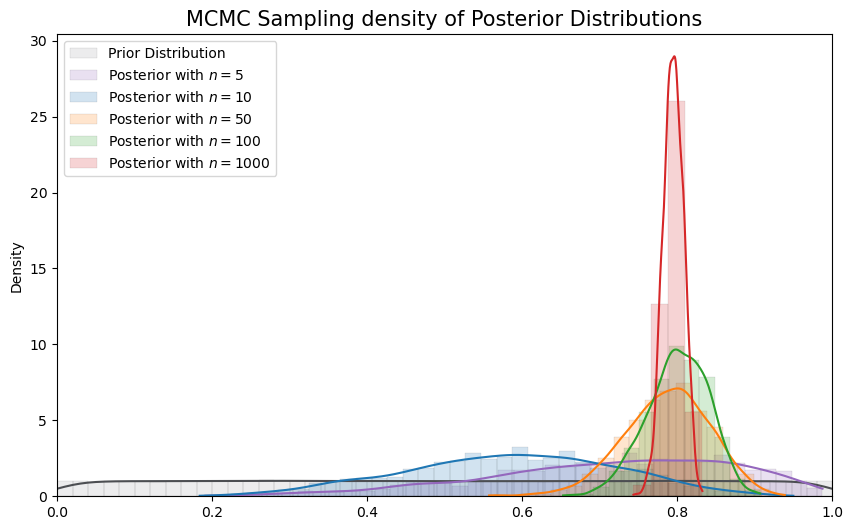 MCMC Sampling density of Posterior Distributions
30
25
20
15
10
5
0
Density
Prior Distribution
Posterior with n = 5
Posterior with n = 10
Posterior with n = 50
Posterior with n = 100
Posterior with n = 1000
0.0 0.2 0.4 0.6 0.8 1.0